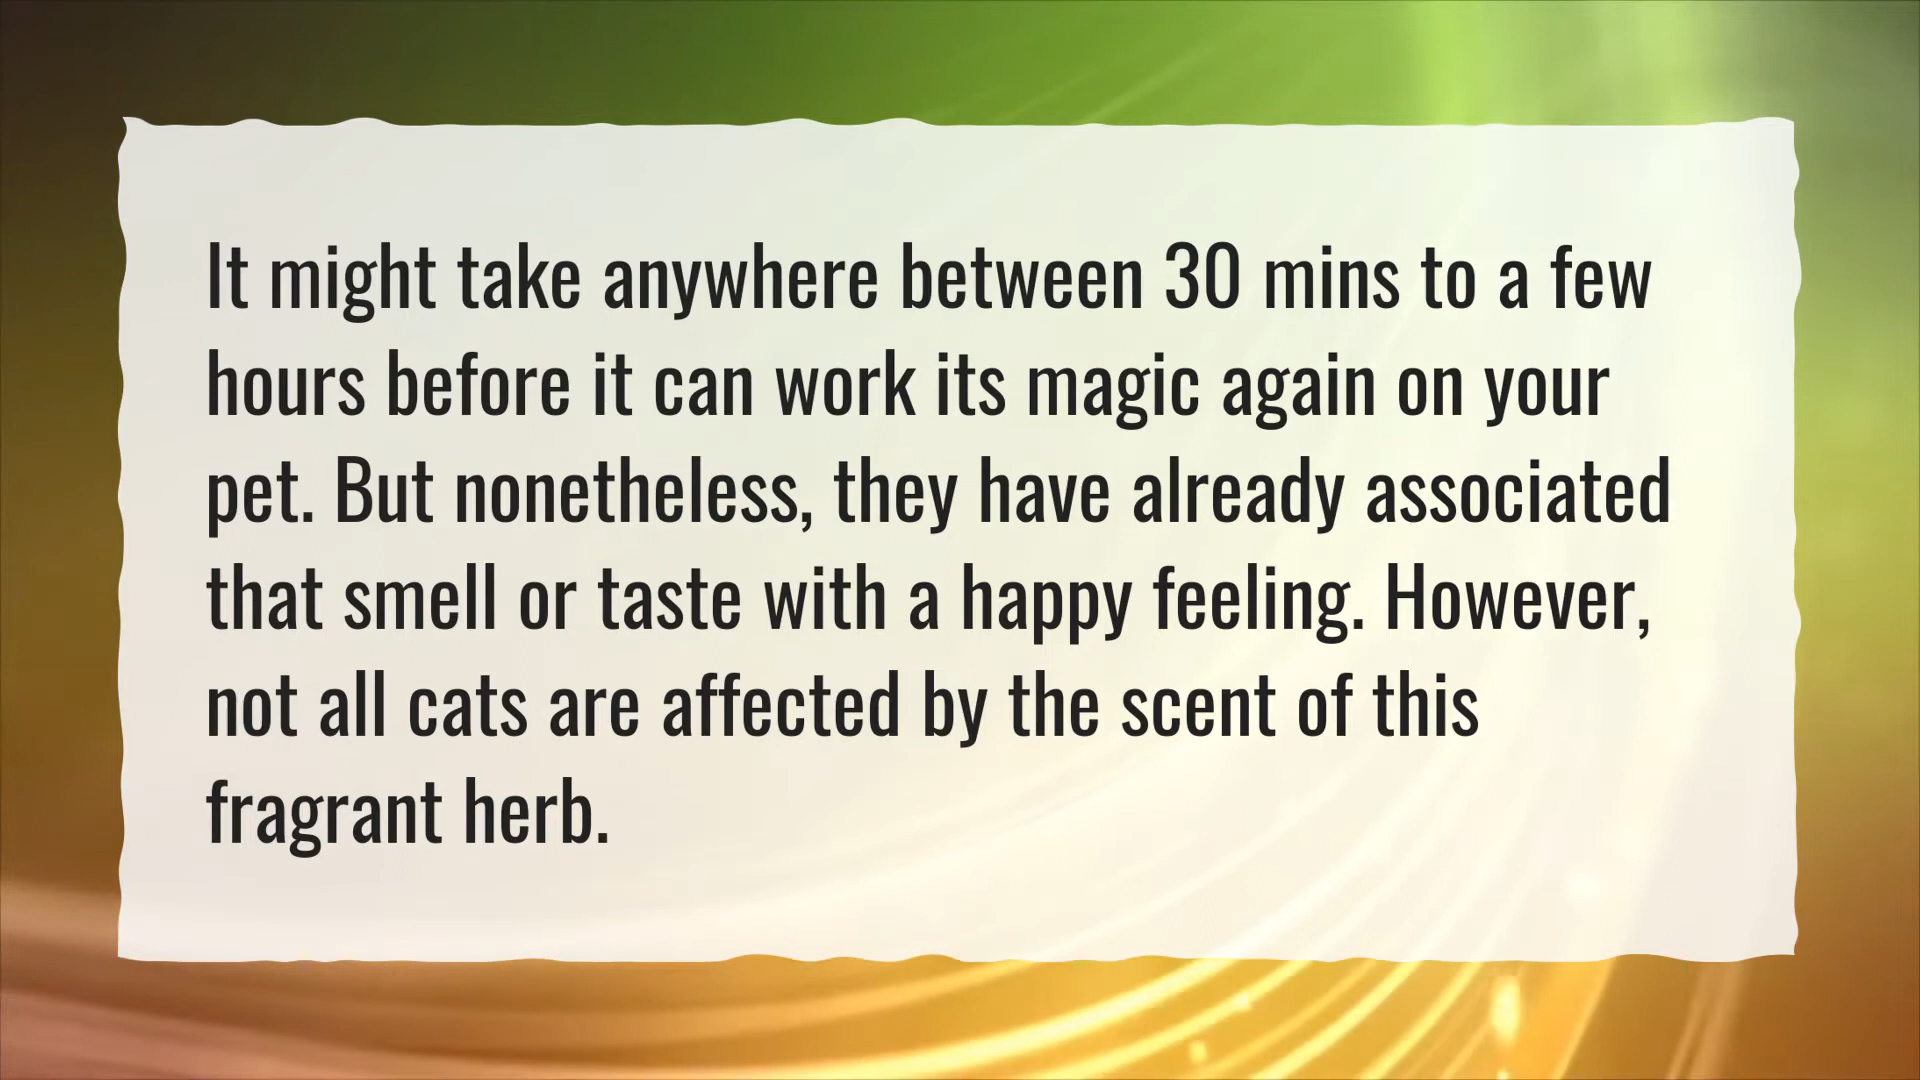 It might take anywhere between 30 mins to a few
hours before it can work its magic again on your
pet. But nonetheless, they have already associated
that smell or taste with a happy feeling. However,
not all cats are affected by the scent of this
fragrant herb.